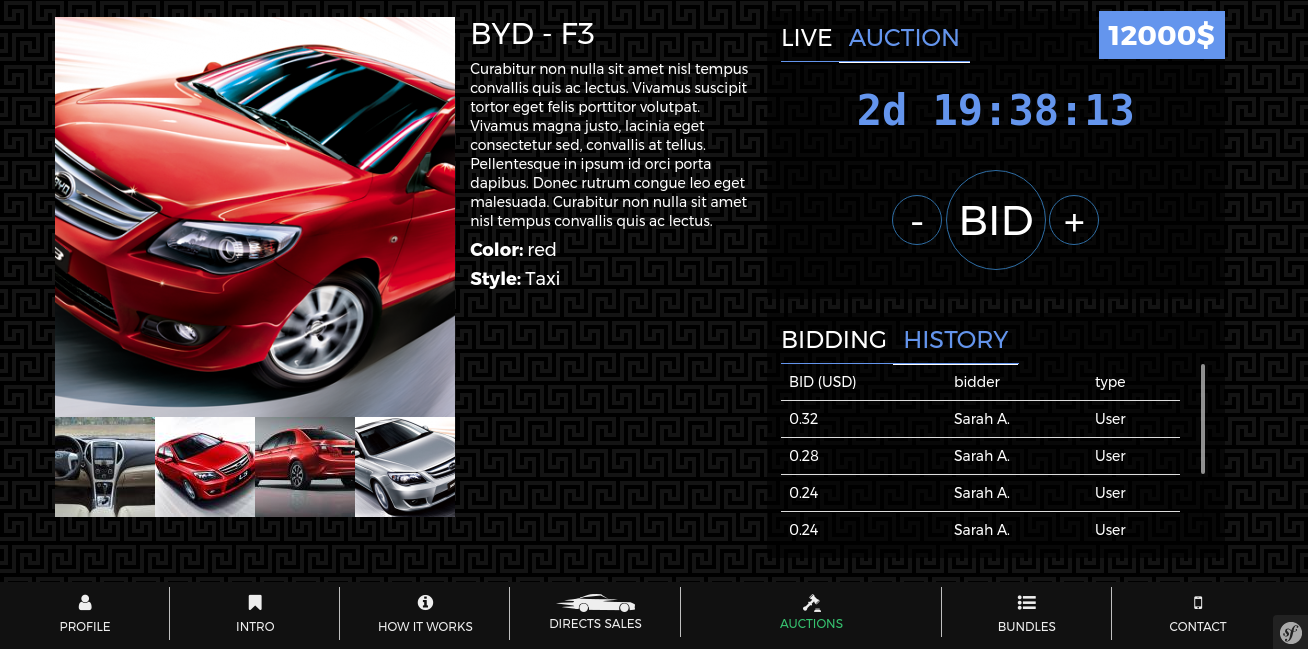 BYD - F3
Curabitur non nulla sit amet nisl tempus
convallis quis ac lectus. Vivamus suscipit
tortor eget felis porttitor volutpat.
Vivamus magna justo, lacinia eget
consectetur sed, convallis at tellus.
Pellentesque in ipsum id orci porta
dapibus. Donec rutrum congue leo eget
malesuada. Curabitur non nulla sit amet
nisl tempus convallis quis ac lectus.
Color: red
Style: Taxi
LIVE AUCTION
12000$
2d 19:38:13
- BID +
BIDDING HISTORY
BID (USD) bidder type
0.32 Sarah A. User
0.28 Sarah A. User
0.24 Sarah A. User
0.24 Sarah A. User
BYD
L3
PROFILE
INTRO
HOW IT WORKS
DIRECTS SALES
AUCTIONS
BUNDLES
CONTACT
sf